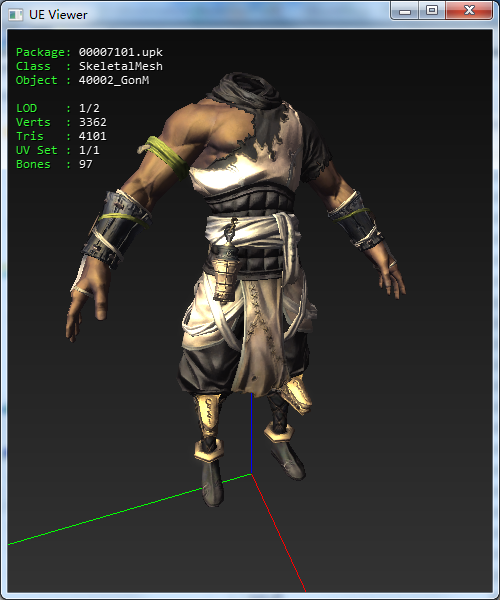 UE Viewer
Package: 00007101.upk
Class : SkeletalMesh
Object : 40002_GonM
LOD : 1/2
Verts : 3362
Tris : 4101
UV Set : 1/1
Bones : 97